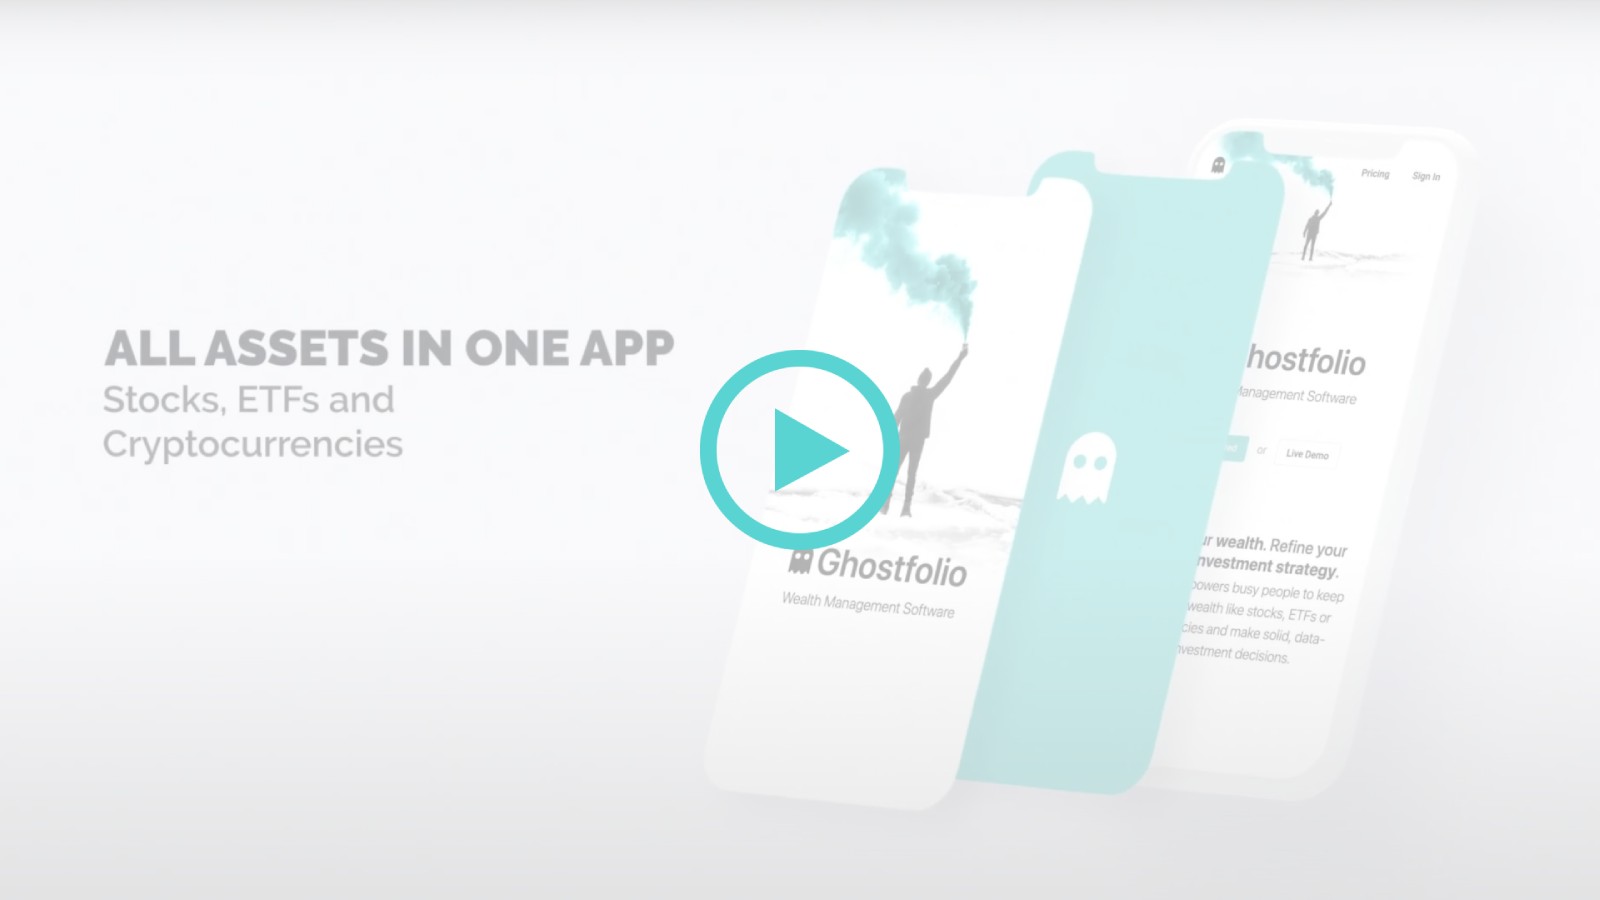 ALL ASSETS IN ONE APP
Stocks, ETFs and
Cryptocurrencies
Ghostfolio
Wealth Management Software
Pricing
Sign In
hostfolio
Management Software
or
Live Demo
wealth. Refine your
nvestment strategy.
powers busy people to keep
wealth like stocks, ETFs or
cies and make solid, data-
nvestment decisions.